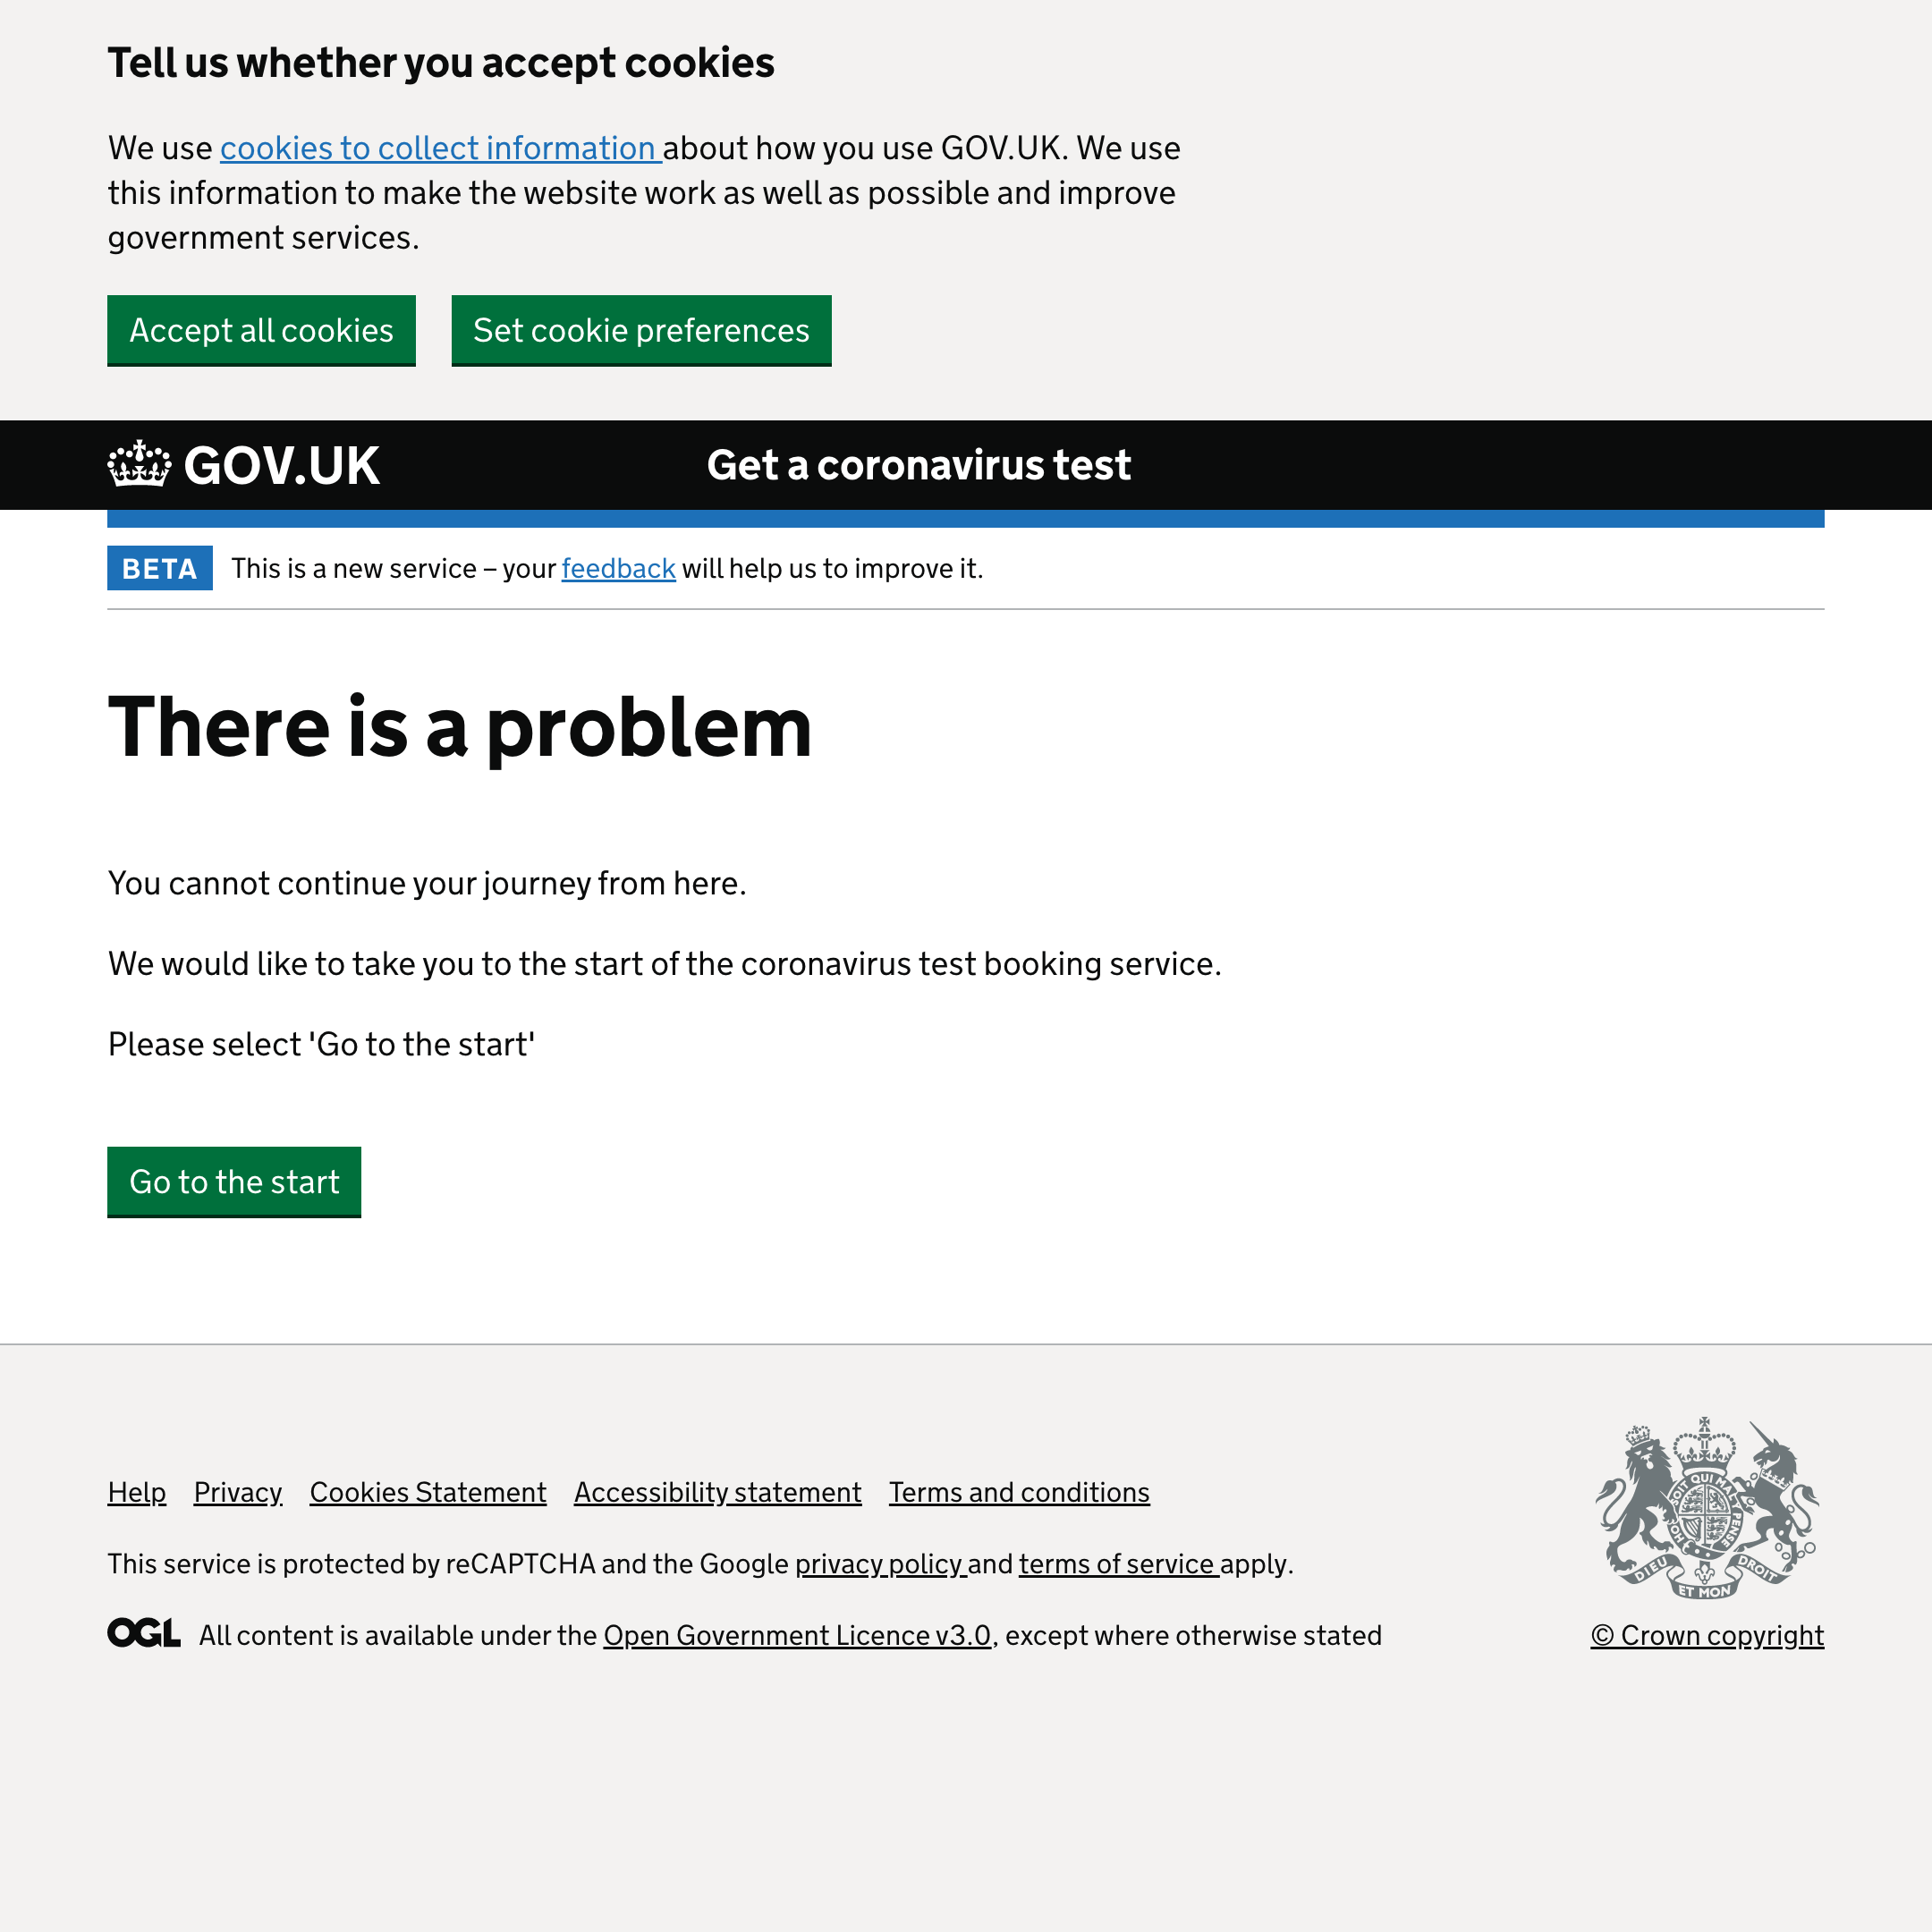 Tell us whether you accept cookies
We use cookies to collect information about how you use GOV.UK. We use
this information to make the website work as well as possible and improve
government services.
Accept all cookies
Set cookie preferences
GOV.UK
Get a coronavirus test
BETA
This is a new service – your feedback will help us to improve it.
There is a problem
You cannot continue your journey from here.
We would like to take you to the start of the coronavirus test booking service.
Please select 'Go to the start'
Go to the start
Help Privacy Cookies Statement Accessibility statement Terms and conditions
This service is protected by reCAPTCHA and the Google privacy policy and terms of service apply.
OGL All content is available under the Open Government Licence v3.0, except where otherwise stated
SOIT QUI MAL PENSE
DIEU ET MON DROIT
© Crown copyright